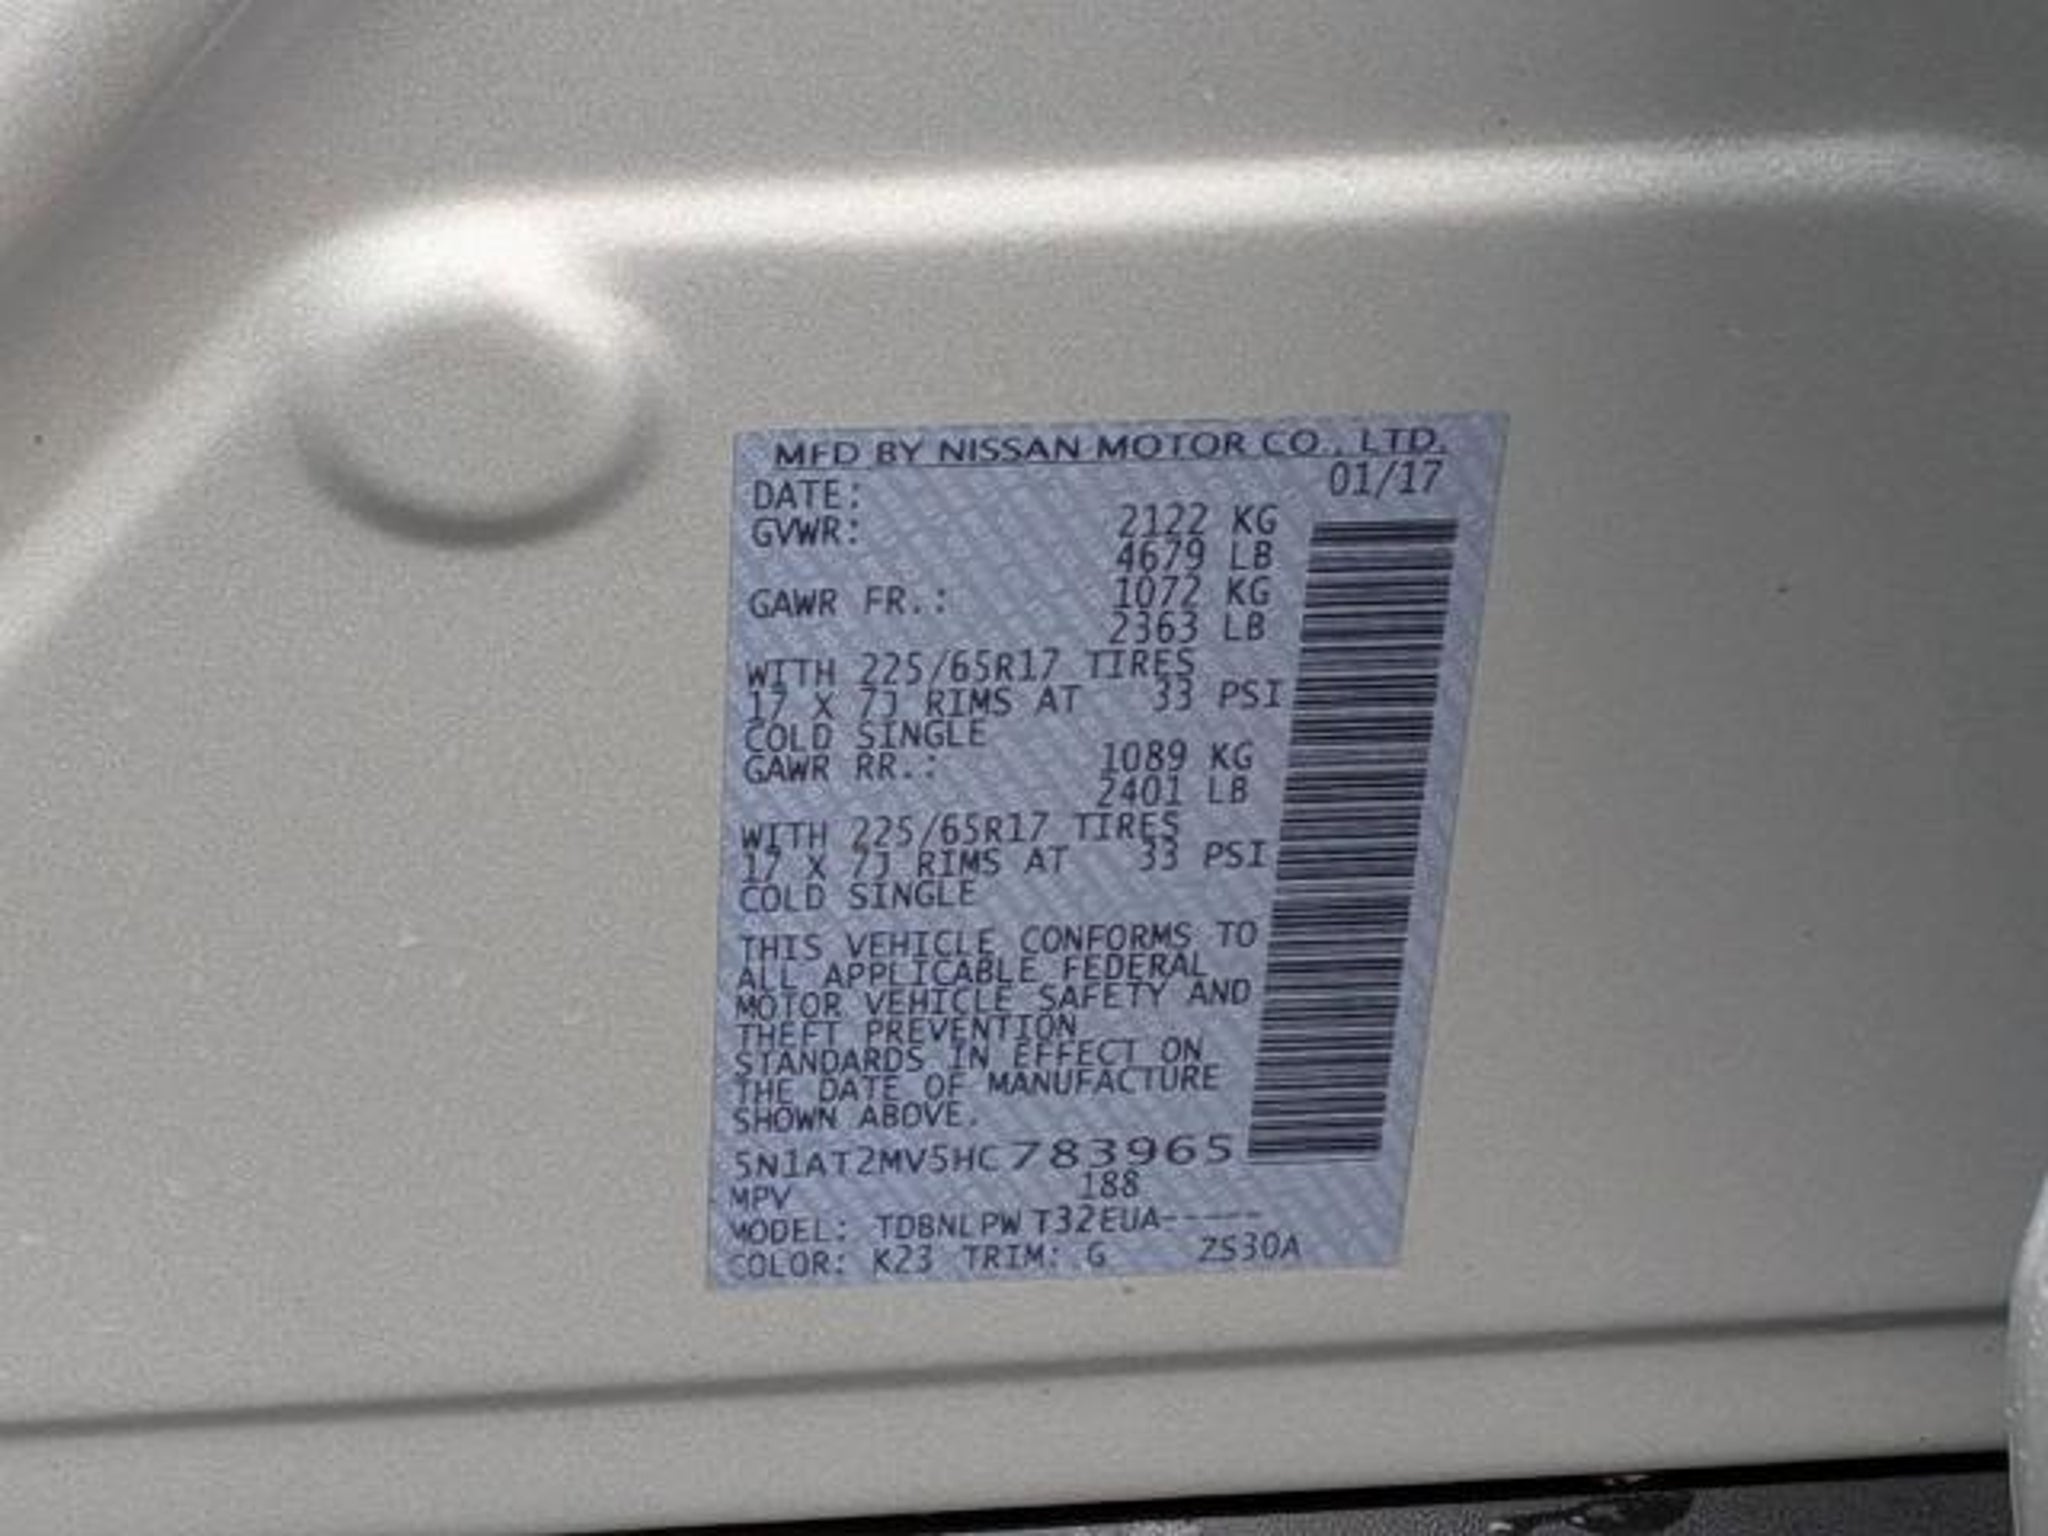 MFD BY NISSAN MOTOR CO., LTD.
DATE: 01/17
GVWR: 2122 KG
4679 LB
GAWR FR.: 1072 KG
2363 LB
WITH 225/65R17 TIRES
17 X 7J RIMS AT 33 PSI
COLD SINGLE
GAWR RR.: 1089 KG
2401 LB
WITH 225/65R17 TIRES
17 X 7J RIMS AT 33 PSI
COLD SINGLE
THIS VEHICLE CONFORMS TO
ALL APPLICABLE FEDERAL
MOTOR VEHICLE SAFETY AND
THEFT PREVENTION
STANDARDS IN EFFECT ON
THE DATE OF MANUFACTURE
SHOWN ABOVE.
5N1AT2MV5HC783965
MPV 188
MODEL: TDBNLPW T32EUA-----
COLOR: K23 TRIM: G ZS30A